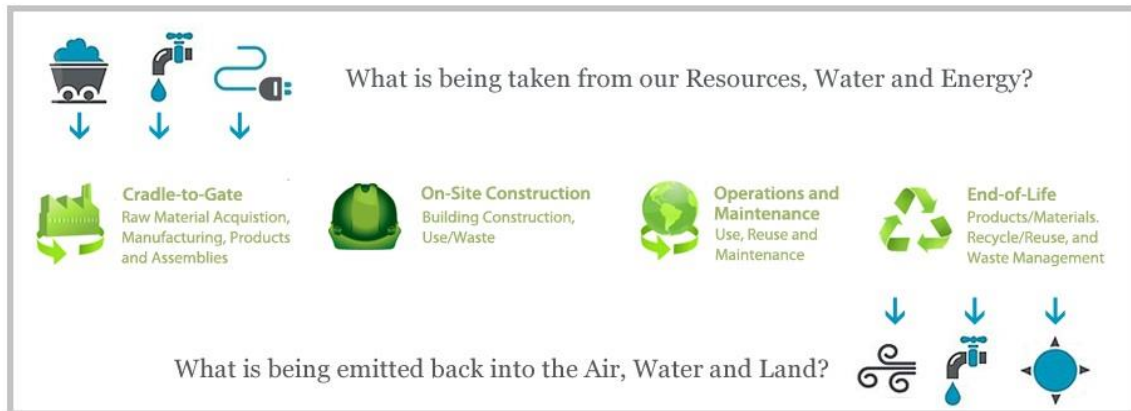 What is being taken from our Resources, Water and Energy?
Cradle-to-Gate
Raw Material Acquistion,
Manufacturing, Products
and Assemblies
On-Site Construction
Building Construction,
Use/Waste
Operations and
Maintenance
Use, Reuse and
Maintenance
End-of-Life
Products/Materials.
Recycle/Reuse, and
Waste Management
What is being emitted back into the Air, Water and Land?